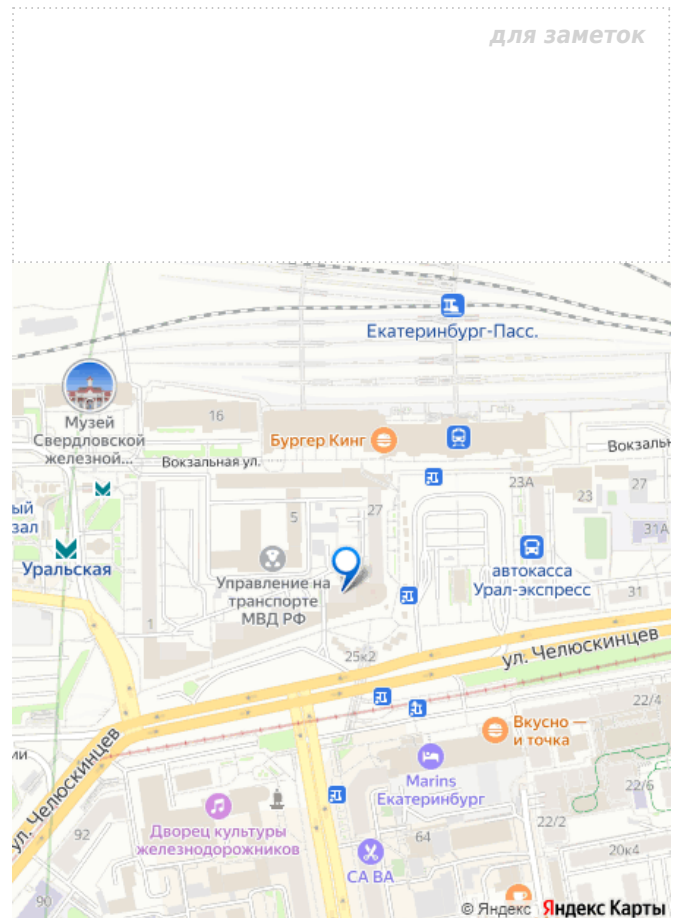 для заметок
Екатеринбург-Пасс.
Музей
Свердловской
железной...
16
Бургер Кинг
Вокзальная ул.
Вокзальн
23А
27
23
ый
зал
5
27
31А
Уральская
Управление на
транспорте
МВД РФ
автокасса
Урал-экспресс
31
1
25к2
ул. Челюскинцев
22/4
Вкусно —
и точка
ии
ул. Челюскинцев
Marins
Екатеринбург
22/6
22/2
92
Дворец культуры
железнодорожников
64
20к4
СА ВА
90
© Яндекс Яндекс Карты